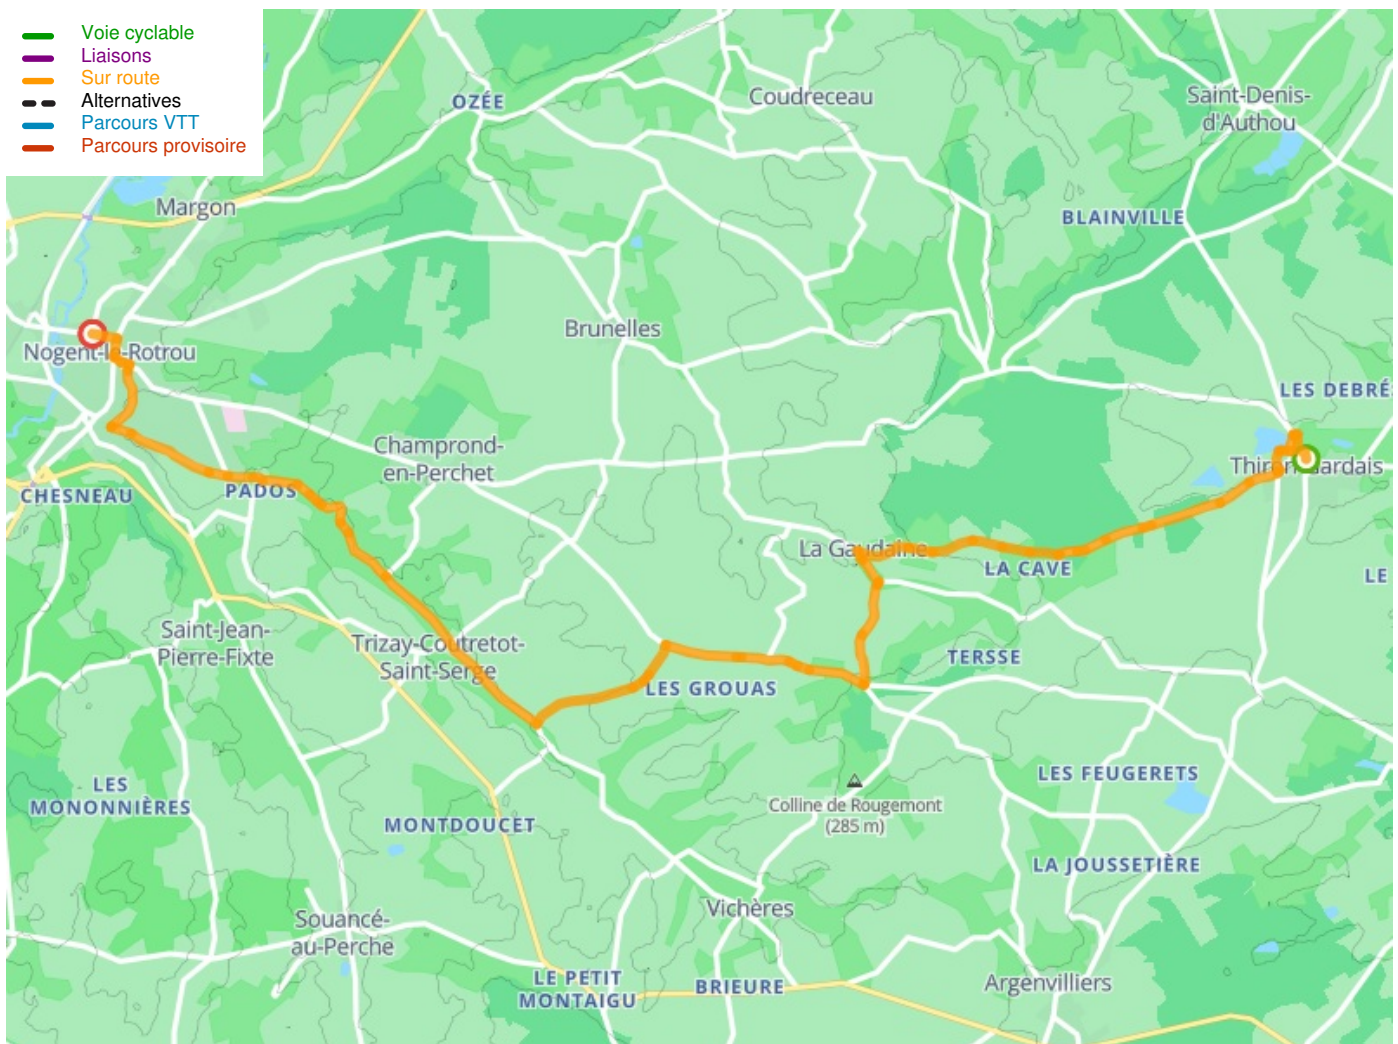 Voie cyclable
Liaisons
Sur route
Alternatives
Parcours VTT
Parcours provisoire
OZÉE
Coudreceau
Saint-Denis-
d'Authou
Margon
BLAINVILLE
Brunelles
Nogent-le-Rotrou
LES DEBRÉ
Champrond-
en-Perchet
Thiron-Gardais
CHESNEAU
PADOS
La Gaudaine
LA CAVE
LE
Saint-Jean-
Pierre-Fixte
Trizay-Coutretot-
Saint-Serge
TERSSE
LES GROUAS
LES
MONONNIÈRES
LES FEUGERETS
Colline de Rougemont
(285 m)
MONTDOUCET
LA JOUSSETIÈRE
Vichères
Souancé-
au-Perche
LE PETIT
MONTAIGU
BRIEURE
Argenvilliers